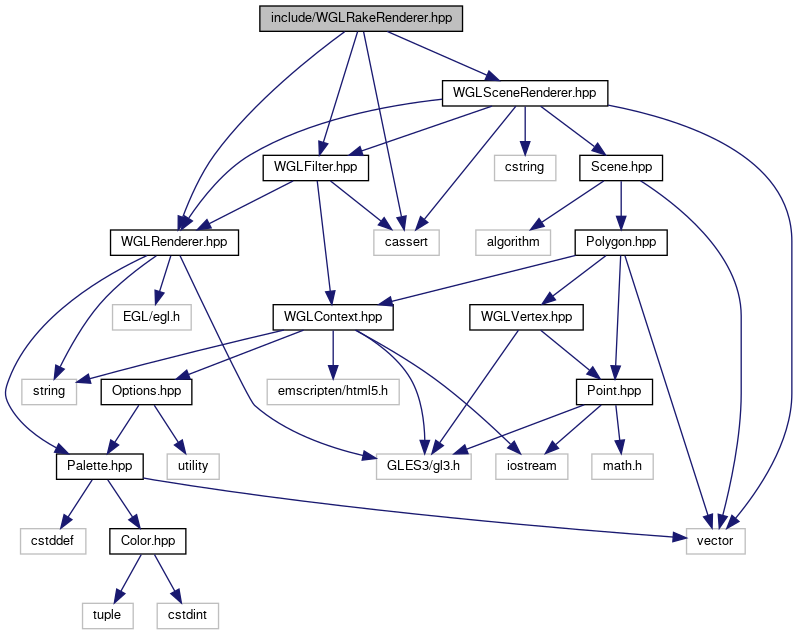 include/WGLRakeRenderer.hpp
WGLSceneRenderer.hpp
WGLFilter.hpp
cstring
Scene.hpp
WGLRenderer.hpp
cassert
algorithm
Polygon.hpp
EGL/egl.h
WGLContext.hpp
WGLVertex.hpp
string
Options.hpp
emscripten/html5.h
Point.hpp
Palette.hpp
utility
GLES3/gl3.h
iostream
math.h
cstddef
Color.hpp
vector
tuple
cstdint